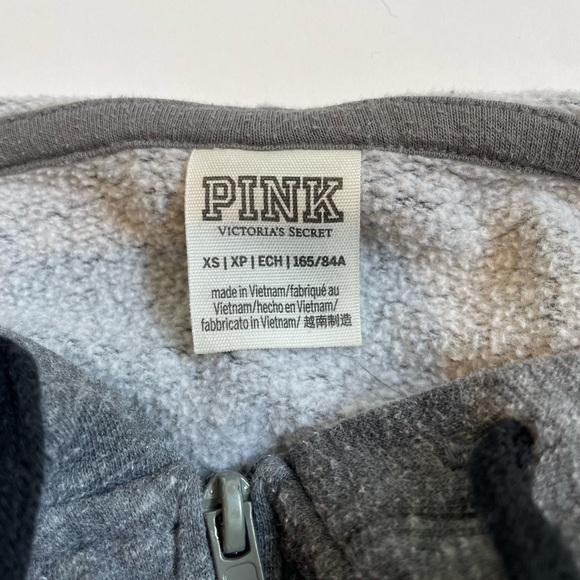 PINK
VICTORIA'S SECRET
XS | XP | ECH | 165/84A
made in Vietnam/fabriqué au
Vietnam/hecho en Vietnam/
fabbricato in Vietnam/ 越南制造